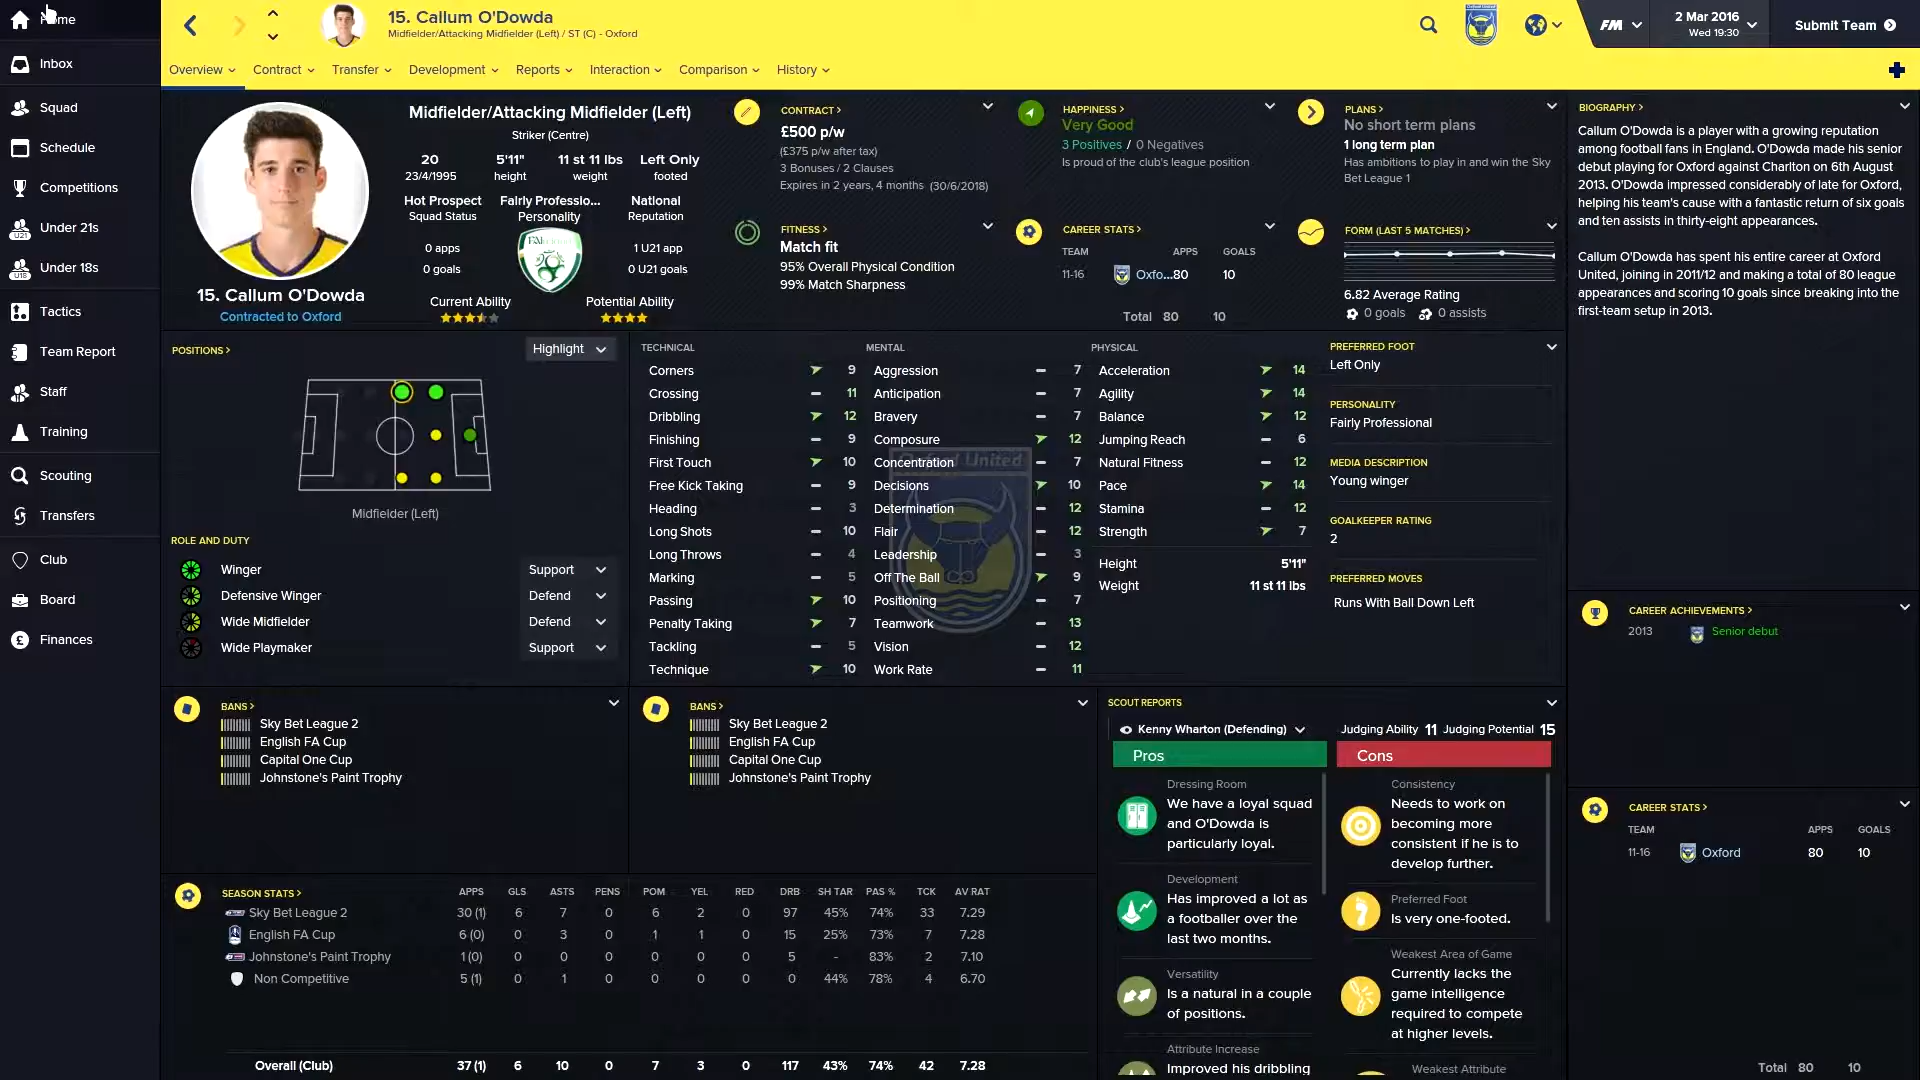 Home
Inbox
Squad
Schedule
Competitions
Under 21s
Under 18s
Tactics
Team Report
Staff
Training
Scouting
Transfers
Club
Board
Finances
15. Callum O'Dowda
Midfielder/Attacking Midfielder (Left) / ST (C) - Oxford
FM
2 Mar 2016
Wed 19:30
Submit Team
Overview Contract Transfer Development Reports Interaction Comparison History
15. Callum O'Dowda
Contracted to Oxford
Midfielder/Attacking Midfielder (Left)
Striker (Centre)
20 5'11" 11 st 11 lbs Left Only
23/4/1995 height weight footed
Hot Prospect Fairly Professio... National
Squad Status Personality Reputation
0 apps 1 U21 app
0 goals 0 U21 goals
Current Ability Potential Ability
CONTRACT >
£500 p/w
(£375 p/w after tax)
3 Bonuses / 2 Clauses
Expires in 2 years, 4 months (30/6/2018)
HAPPINESS >
Very Good
3 Positives / 0 Negatives
Is proud of the club's league position
PLANS >
No short term plans
1 long term plan
Has ambitions to play in and win the Sky
Bet League 1
FITNESS >
Match fit
95% Overall Physical Condition
99% Match Sharpness
CAREER STATS >
TEAM APPS GOALS
11-16 Oxfo... 80 10
Total 80 10
FORM (LAST 5 MATCHES) >
6.82 Average Rating
0 goals 0 assists
BIOGRAPHY >
Callum O'Dowda is a player with a growing reputation
among football fans in England. O'Dowda made his senior
debut playing for Oxford against Charlton on 6th August
2013. O'Dowda impressed considerably of late for Oxford,
helping his team's cause with a fantastic return of six goals
and ten assists in thirty-eight appearances.
Callum O'Dowda has spent his entire career at Oxford
United, joining in 2011/12 and making a total of 80 league
appearances and scoring 10 goals since breaking into the
first-team setup in 2013.
POSITIONS >
Highlight
Midfielder (Left)
ROLE AND DUTY
Winger Support
Defensive Winger Defend
Wide Midfielder Defend
Wide Playmaker Support
TECHNICAL MENTAL PHYSICAL
Corners 9 Aggression 7 Acceleration 14
Crossing 11 Anticipation 7 Agility 14
Dribbling 12 Bravery 7 Balance 12
Finishing 9 Composure 12 Jumping Reach 6
First Touch 10 Concentration 7 Natural Fitness 12
Free Kick Taking 9 Decisions 10 Pace 14
Heading 3 Determination 12 Stamina 12
Long Shots 10 Flair 12 Strength 7
Long Throws 4 Leadership 3 Height 5'11"
Marking 5 Off The Ball 9 Weight 11 st 11 lbs
Passing 10 Positioning 7
Penalty Taking 7 Teamwork 13
Tackling 5 Vision 12
Technique 10 Work Rate 11
Oxford United
PREFERRED FOOT
Left Only
PERSONALITY
Fairly Professional
MEDIA DESCRIPTION
Young winger
GOALKEEPER RATING
2
PREFERRED MOVES
Runs With Ball Down Left
CAREER ACHIEVEMENTS >
2013 Senior debut
BANS >
Sky Bet League 2
English FA Cup
Capital One Cup
Johnstone's Paint Trophy
BANS >
Sky Bet League 2
English FA Cup
Capital One Cup
Johnstone's Paint Trophy
SCOUT REPORTS
Kenny Wharton (Defending) Judging Ability 11 Judging Potential 15
Pros
Dressing Room
We have a loyal squad
and O'Dowda is
particularly loyal.
Development
Has improved a lot as
a footballer over the
last two months.
Versatility
Is a natural in a couple
of positions.
Attribute Increase
Improved his dribbling
Cons
Consistency
Needs to work on
becoming more
consistent if he is to
develop further.
Preferred Foot
Is very one-footed.
Weakest Area of Game
Currently lacks the
game intelligence
required to compete
at higher levels.
Weakest Attribute
SEASON STATS > APPS GLS ASTS PENS POM YEL RED DRB SH TAR PAS % TCK AV RAT
Sky Bet League 2 30 (1) 6 7 0 6 2 0 97 45% 74% 33 7.29
English FA Cup 6 (0) 0 3 0 1 1 0 15 25% 73% 7 7.28
Johnstone's Paint Trophy 1 (0) 0 0 0 0 0 0 5 - 83% 2 7.10
Non Competitive 5 (1) 0 1 0 0 0 0 0 44% 78% 4 6.70
Overall (Club) 37 (1) 6 10 0 7 3 0 117 43% 74% 42 7.28
CAREER STATS >
TEAM APPS GOALS
11-16 Oxford 80 10
Total 80 10